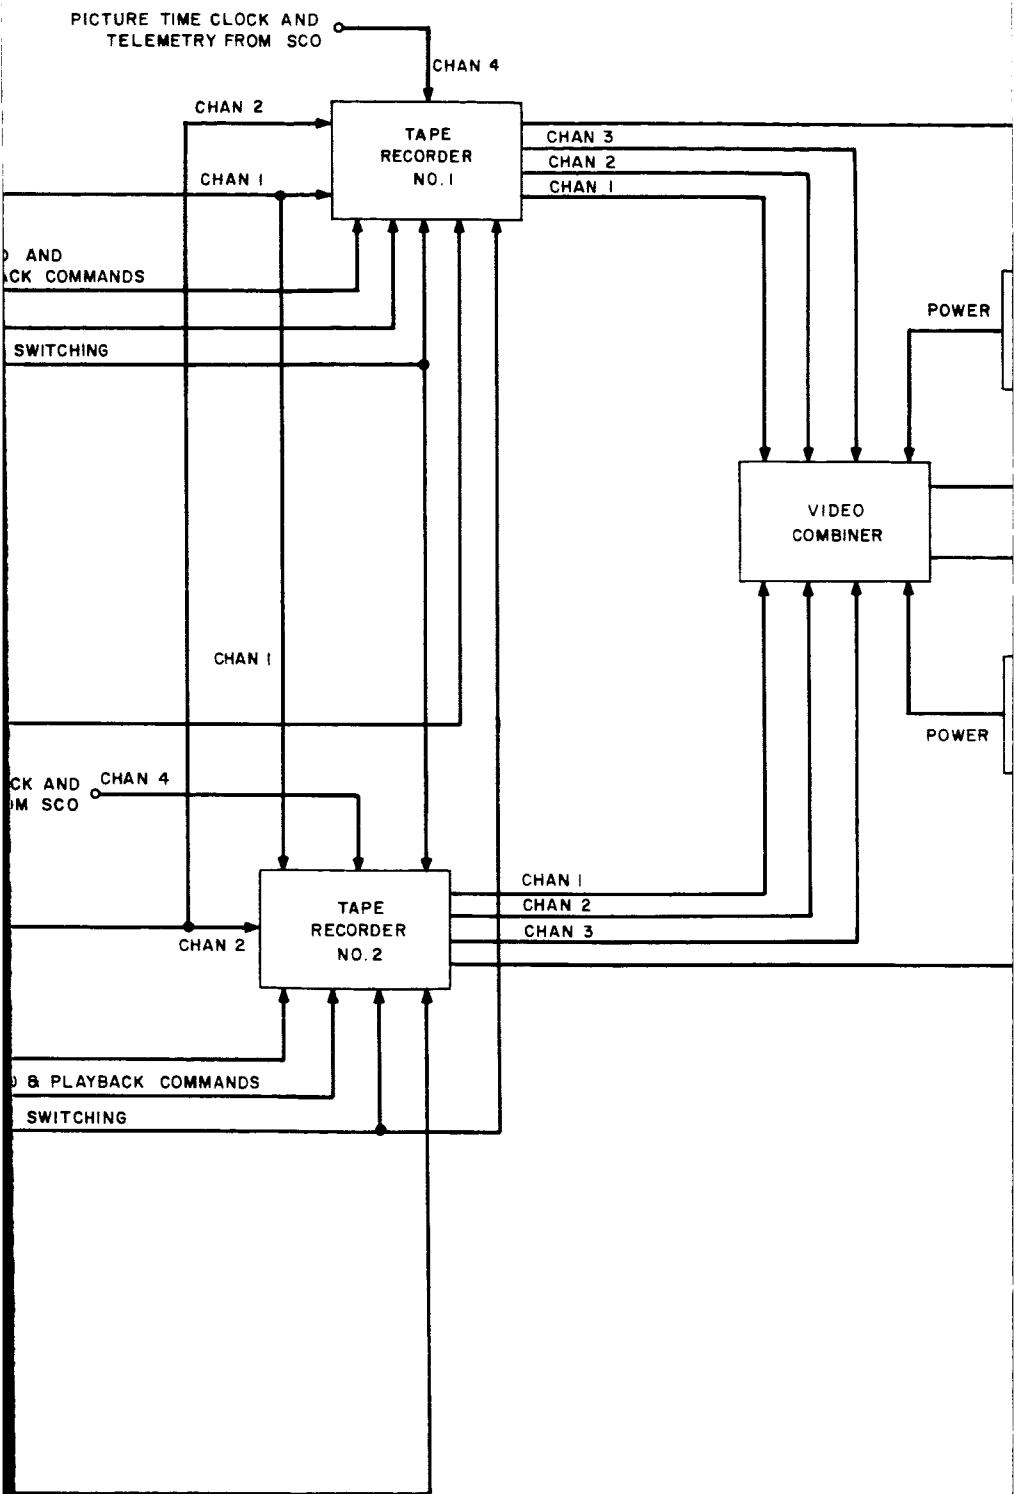 PICTURE TIME CLOCK AND
TELEMETRY FROM SCO
CHAN 4
CHAN 2
TAPE
RECORDER
NO. 1
CHAN 3
CHAN 2
CHAN 1
CHAN 1
AND
COMMANDS
SWITCHING
POWER
VIDEO
COMBINER
CHAN 1
POWER
AND
SCO
CHAN 4
CHAN 1
CHAN 2
CHAN 3
TAPE
RECORDER
NO. 2
CHAN 2
& PLAYBACK COMMANDS
SWITCHING